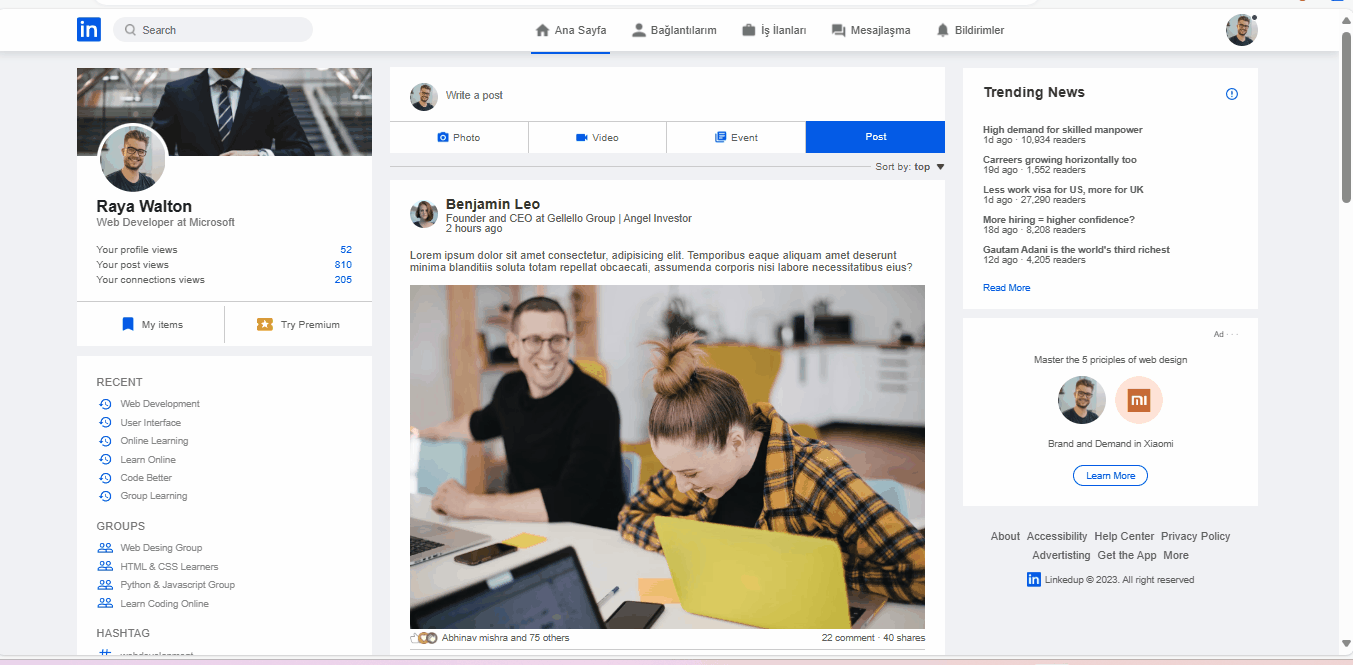 in Search Ana Sayfa Bağlantılarım İş İlanları Mesajlaşma Bildirimler
Raya Walton
Web Developer at Microsoft
Your profile views 52
Your post views 810
Your connections views 205
My items Try Premium
RECENT
Web Development
User Interface
Online Learning
Learn Online
Code Better
Group Learning
GROUPS
Web Desing Group
HTML & CSS Learners
Python & Javascript Group
Learn Coding Online
HASHTAG
# webdevelopment
Write a post
Photo Video Event Post
Sort by: top
Benjamin Leo
Founder and CEO at Gellello Group | Angel Investor
2 hours ago
Lorem ipsum dolor sit amet consectetur, adipisicing elit. Temporibus eaque aliquam amet deserunt
minima blanditiis soluta totam repellat obcaecati, assumenda corporis nisi labore necessitatibus eius?
Abhinav mishra and 75 others 22 comment · 40 shares
Trending News
High demand for skilled manpower
1d ago · 10,934 readers
Carreers growing horizontally too
19d ago · 1,552 readers
Less work visa for US, more for UK
1d ago · 27,290 readers
More hiring = higher confidence?
18d ago · 8,208 readers
Gautam Adani is the world's third richest
12d ago · 4,205 readers
Read More
Ad · · ·
Master the 5 priciples of web design
mi
Brand and Demand in Xiaomi
Learn More
About Accessibility Help Center Privacy Policy
Advertisting Get the App More
in Linkedup © 2023. All right reserved